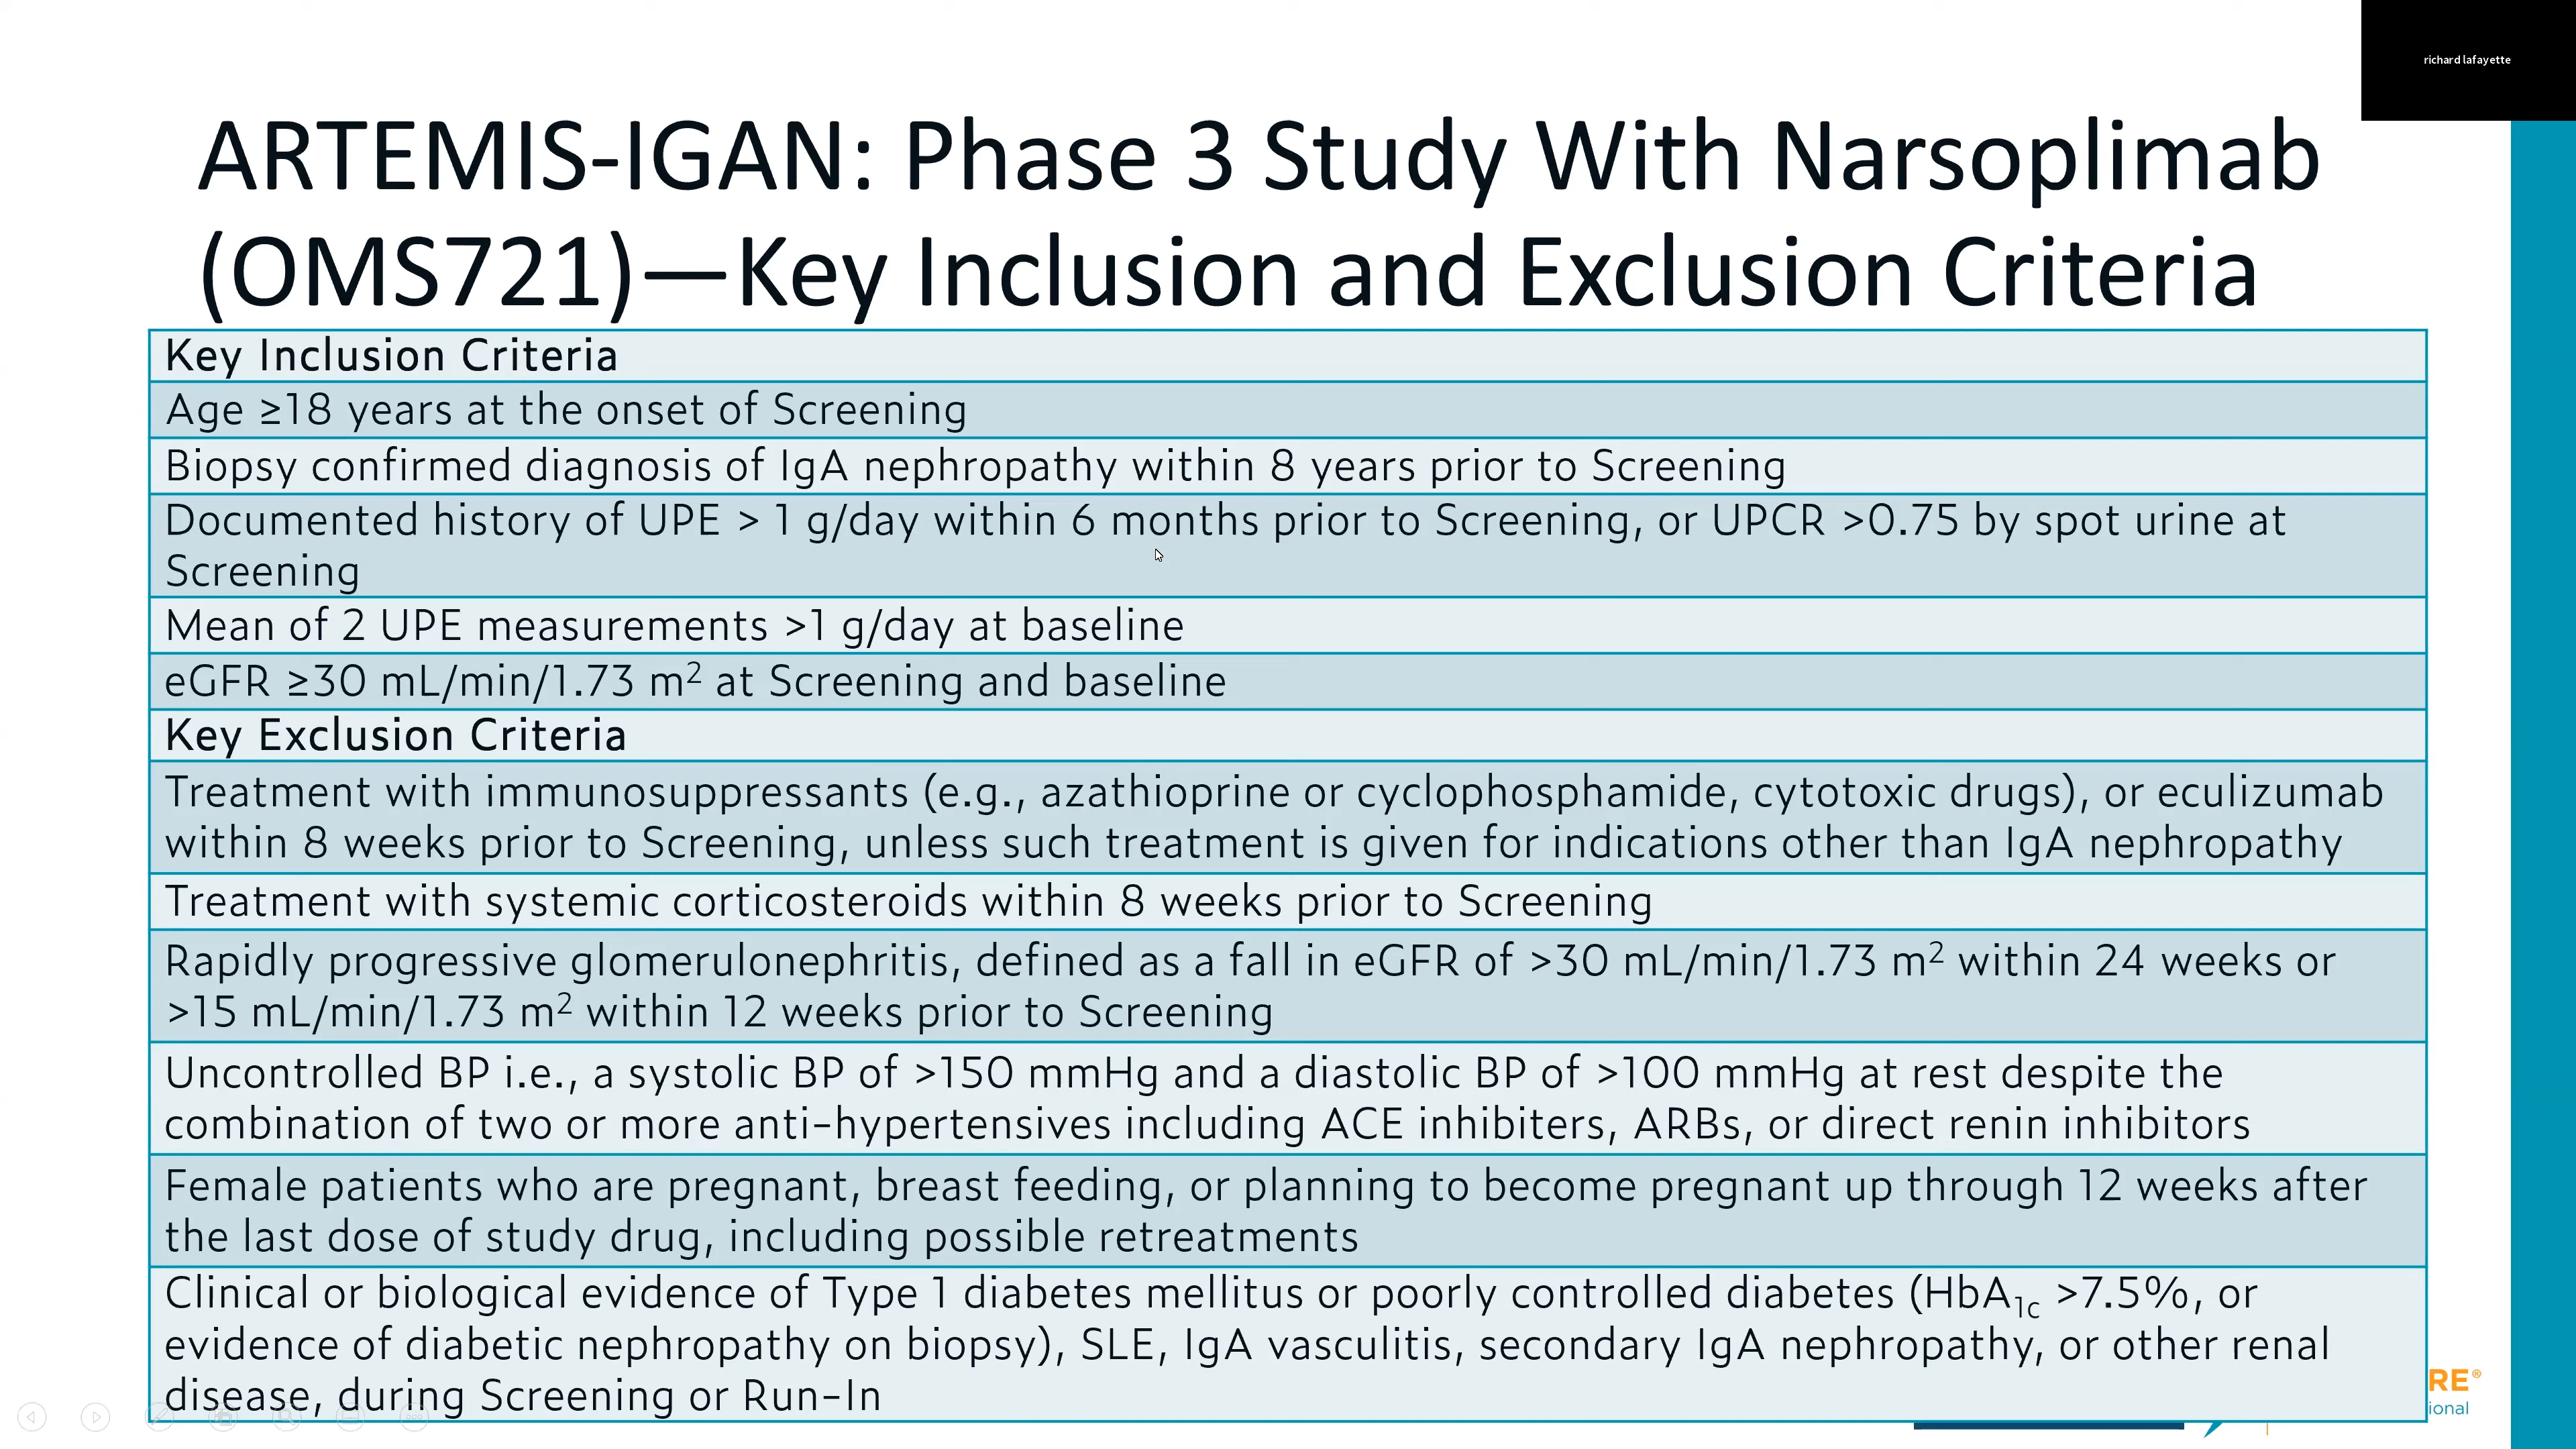 richard lafayette
ARTEMIS-IGAN: Phase 3 Study With Narsoplimab
(OMS721)—Key Inclusion and Exclusion Criteria
Key Inclusion Criteria
Age ≥18 years at the onset of Screening
Biopsy confirmed diagnosis of IgA nephropathy within 8 years prior to Screening
Documented history of UPE > 1 g/day within 6 months prior to Screening, or UPCR >0.75 by spot urine at
Screening
Mean of 2 UPE measurements >1 g/day at baseline
eGFR ≥30 mL/min/1.73 m² at Screening and baseline
Key Exclusion Criteria
Treatment with immunosuppressants (e.g., azathioprine or cyclophosphamide, cytotoxic drugs), or eculizumab
within 8 weeks prior to Screening, unless such treatment is given for indications other than IgA nephropathy
Treatment with systemic corticosteroids within 8 weeks prior to Screening
Rapidly progressive glomerulonephritis, defined as a fall in eGFR of >30 mL/min/1.73 m² within 24 weeks or
>15 mL/min/1.73 m² within 12 weeks prior to Screening
Uncontrolled BP i.e., a systolic BP of >150 mmHg and a diastolic BP of >100 mmHg at rest despite the
combination of two or more anti-hypertensives including ACE inhibiters, ARBs, or direct renin inhibitors
Female patients who are pregnant, breast feeding, or planning to become pregnant up through 12 weeks after
the last dose of study drug, including possible retreatments
Clinical or biological evidence of Type 1 diabetes mellitus or poorly controlled diabetes (HbA1c >7.5%, or
evidence of diabetic nephropathy on biopsy), SLE, IgA vasculitis, secondary IgA nephropathy, or other renal
disease, during Screening or Run-In
RE®
ional